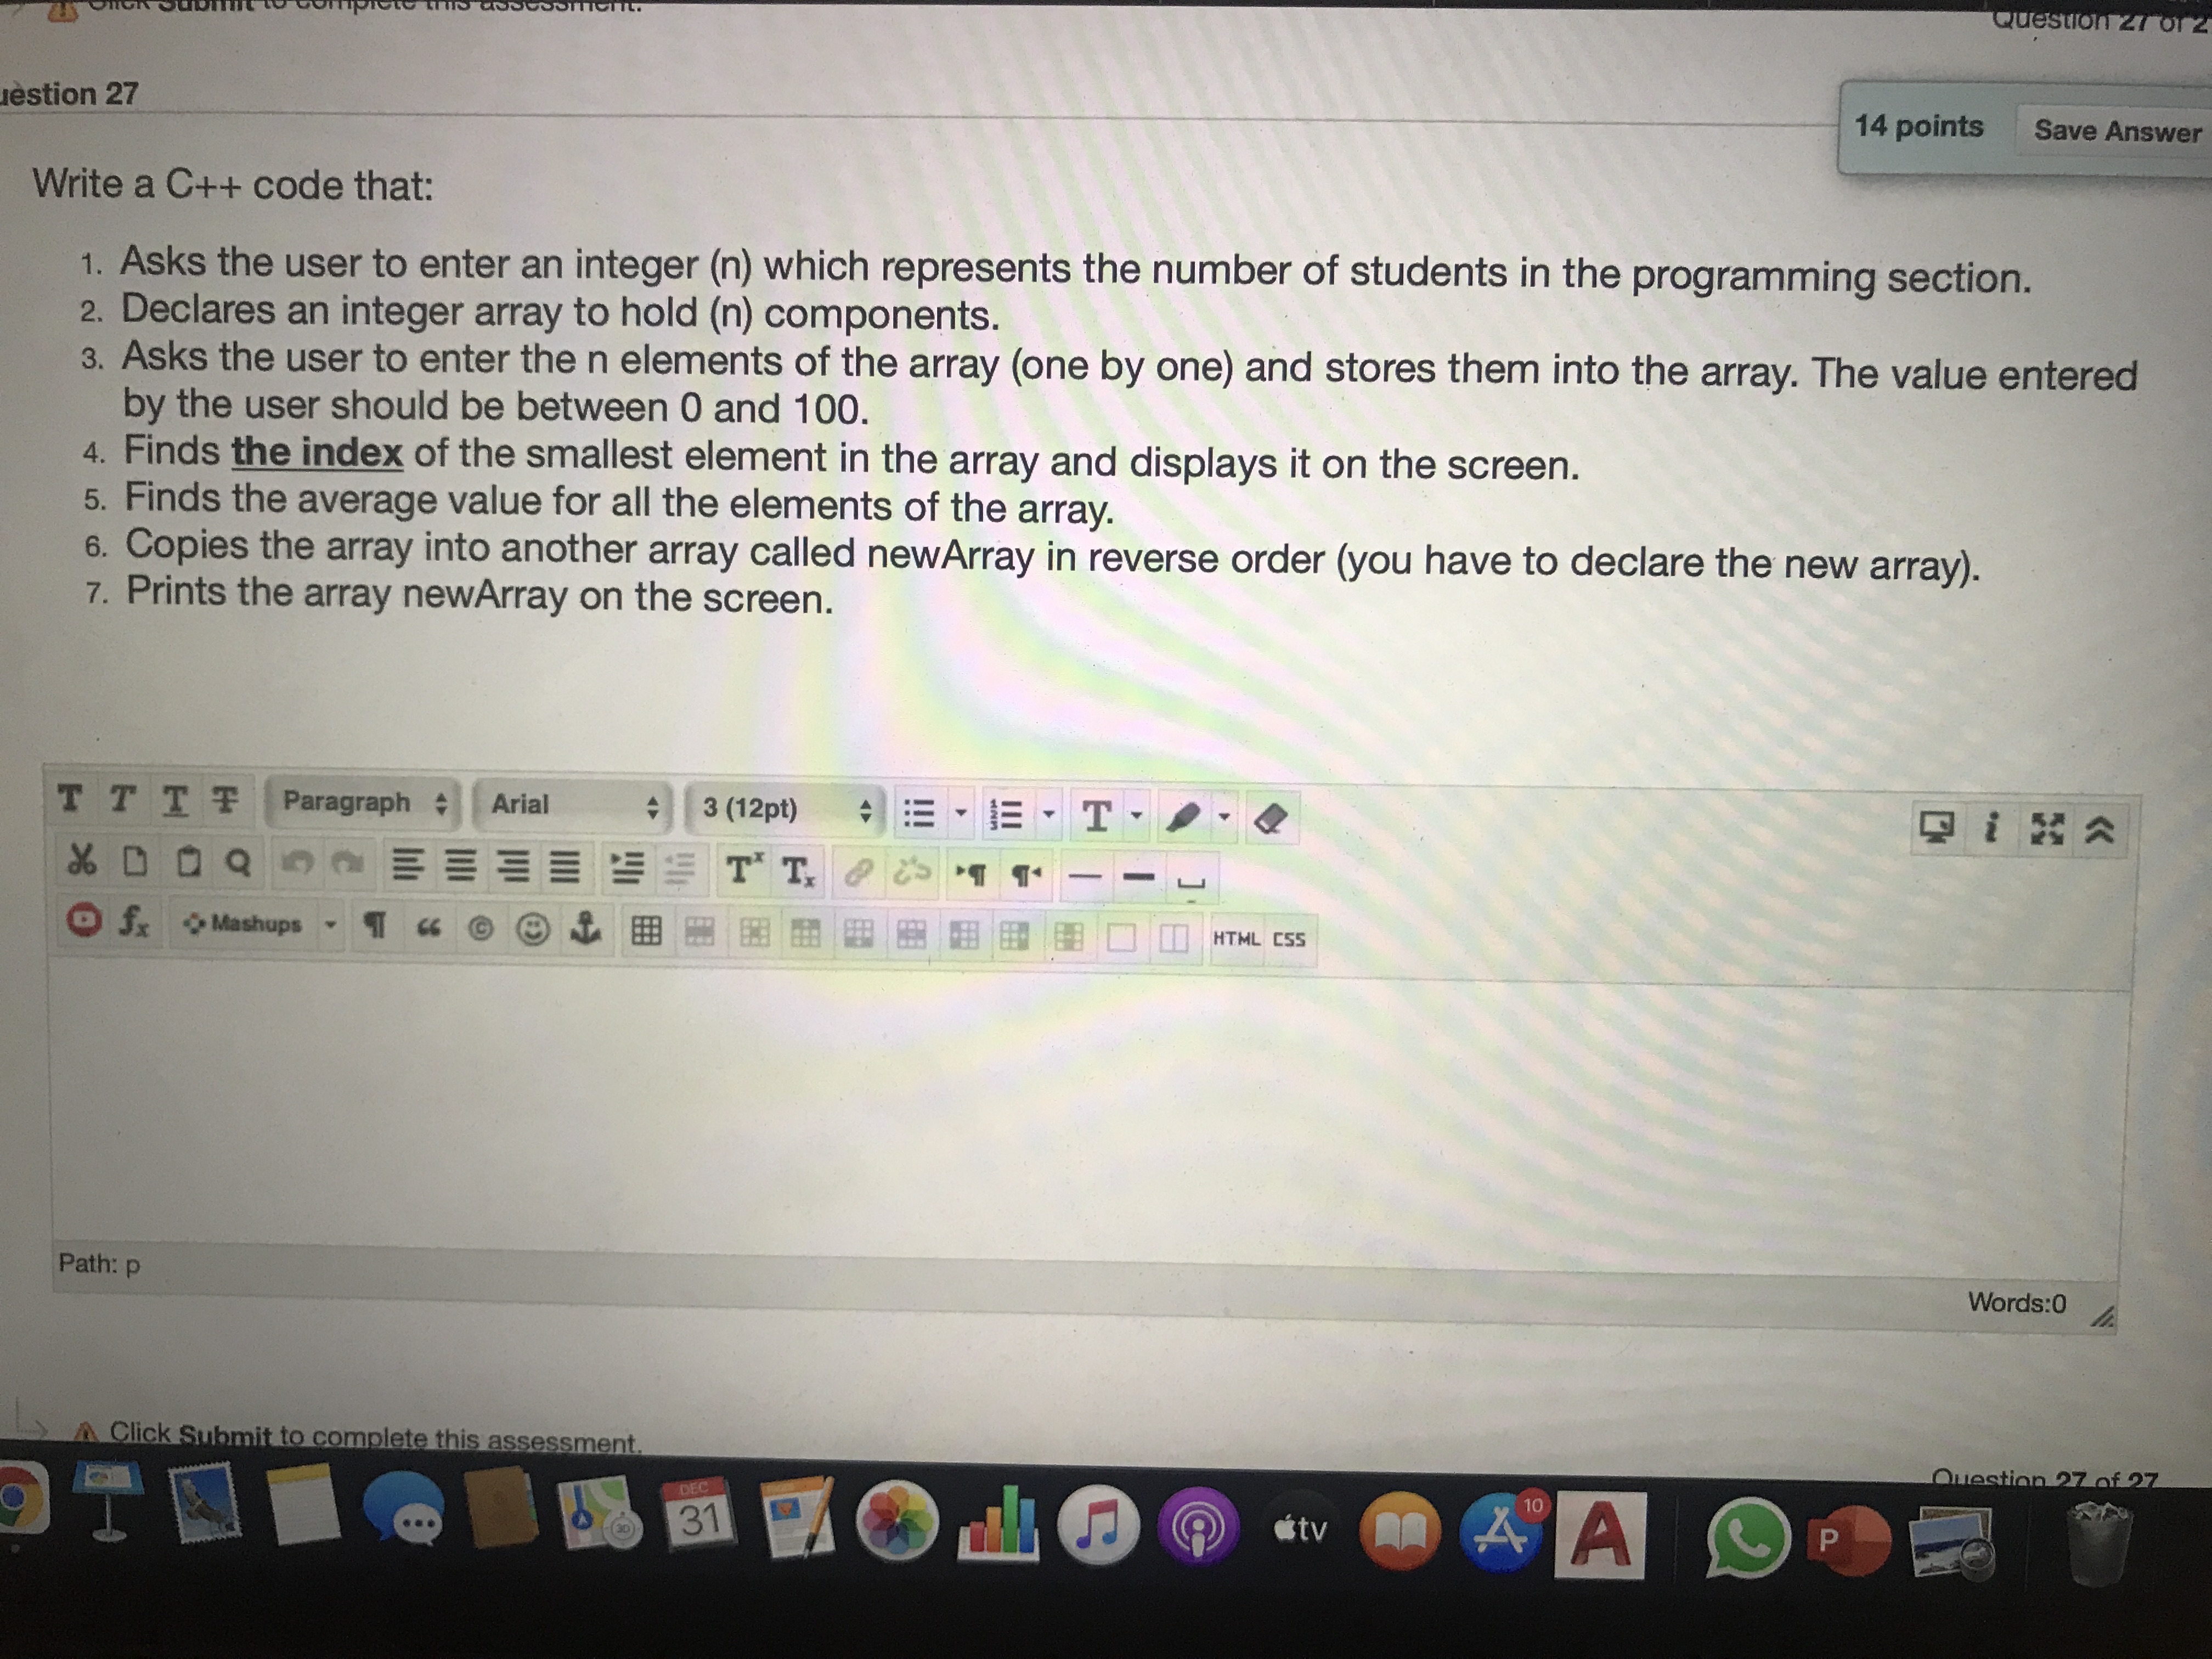 Click Submit to complete this assessment.
Question 27 of 2
uestion 27
14 points Save Answer
Write a C++ code that:
1. Asks the user to enter an integer (n) which represents the number of students in the programming section.
2. Declares an integer array to hold (n) components.
3. Asks the user to enter the n elements of the array (one by one) and stores them into the array. The value entered
by the user should be between 0 and 100.
4. Finds the index of the smallest element in the array and displays it on the screen.
5. Finds the average value for all the elements of the array.
6. Copies the array into another array called newArray in reverse order (you have to declare the new array).
7. Prints the array newArray on the screen.
T T T T Paragraph Arial 3 (12pt) T i
Tx Tx ¶ ¶
fx Mashups ¶ “ © HTML CSS
Path: p
Words:0
Click Submit to complete this assessment.
Question 27 of 27
DEC
31
3D
tv
10
A
P